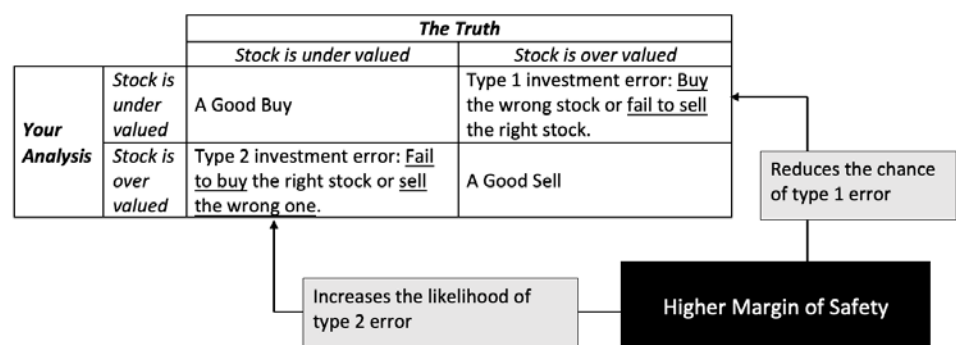 The Truth
Stock is under valued
Stock is over valued
Your
Analysis
Stock is
under
valued
A Good Buy
Type 1 investment error: Buy
the wrong stock or fail to sell
the right stock.
Stock is
over
valued
Type 2 investment error: Fail
to buy the right stock or sell
the wrong one.
A Good Sell
Reduces the chance
of type 1 error
Increases the likelihood of
type 2 error
Higher Margin of Safety